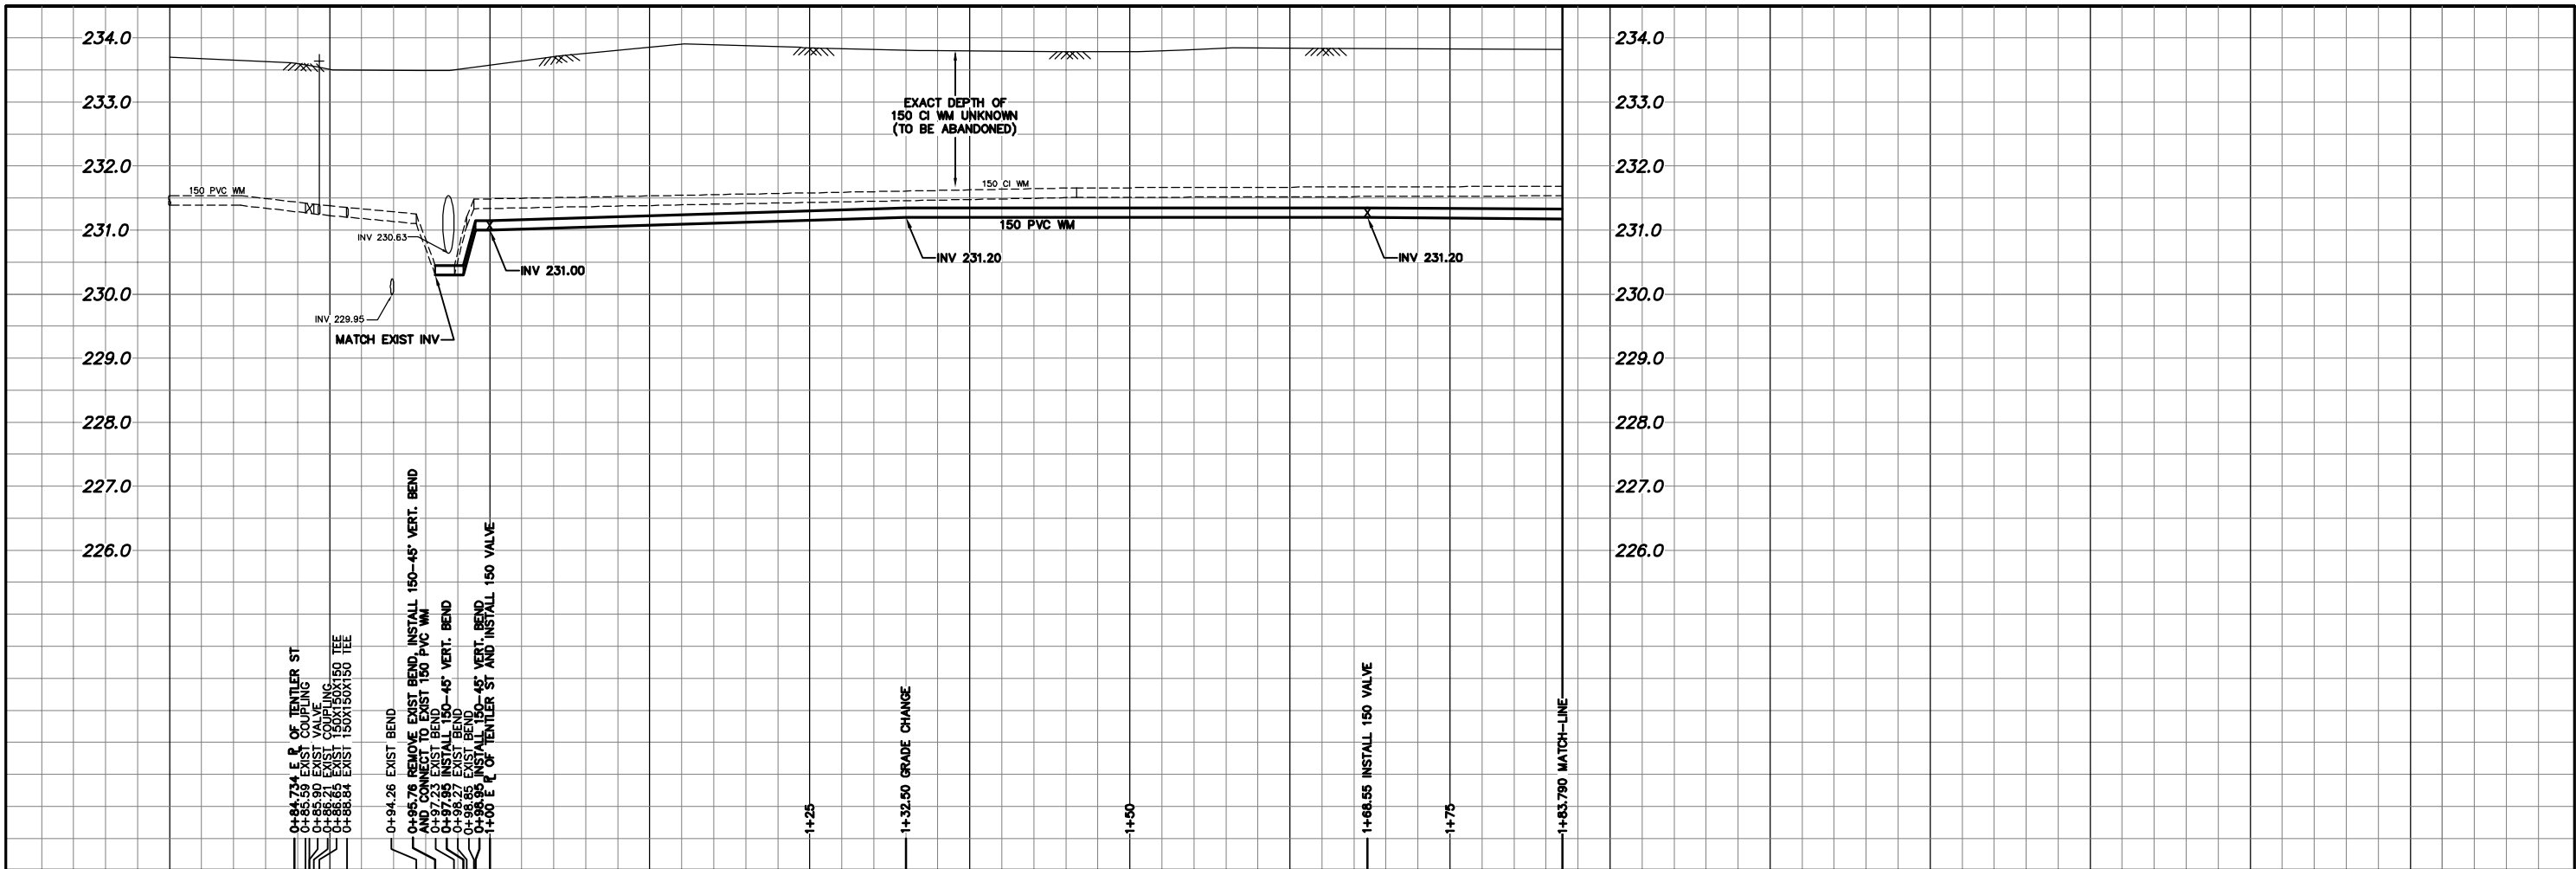 234.0
234.0
233.0
EXACT DEPTH OF
150 CI WM UNKNOWN
(TO BE ABANDONED)
233.0
232.0
232.0
150 PVC WM
150 CI WM
231.0
INV 230.63
150 PVC WM
231.0
INV 231.00
INV 231.20
INV 231.20
230.0
230.0
INV 229.95
MATCH EXIST INV
229.0
229.0
228.0
228.0
227.0
227.0
226.0
226.0
0+84.734 E PL OF TENTLER ST
0+85.59 EXIST COUPLING
0+85.90 EXIST VALVE
0+86.21 EXIST COUPLING
0+86.65 EXIST 150X150X150 TEE
0+88.84 EXIST 150X150X150 TEE
0+94.26 EXIST BEND
0+95.76 REMOVE EXIST BEND, INSTALL 150-45° VERT. BEND
AND CONNECT TO EXIST 150 PVC WM
0+97.23 EXIST BEND
0+97.95 INSTALL 150-45° VERT. BEND
0+98.27 EXIST BEND
0+98.85 EXIST BEND
0+98.95 INSTALL 150-45° VERT. BEND
1+00 E PL OF TENTLER ST AND INSTALL 150 VALVE
1+25
1+32.50 GRADE CHANGE
1+50
1+68.55 INSTALL 150 VALVE
1+75
1+83.790 MATCH-LINE